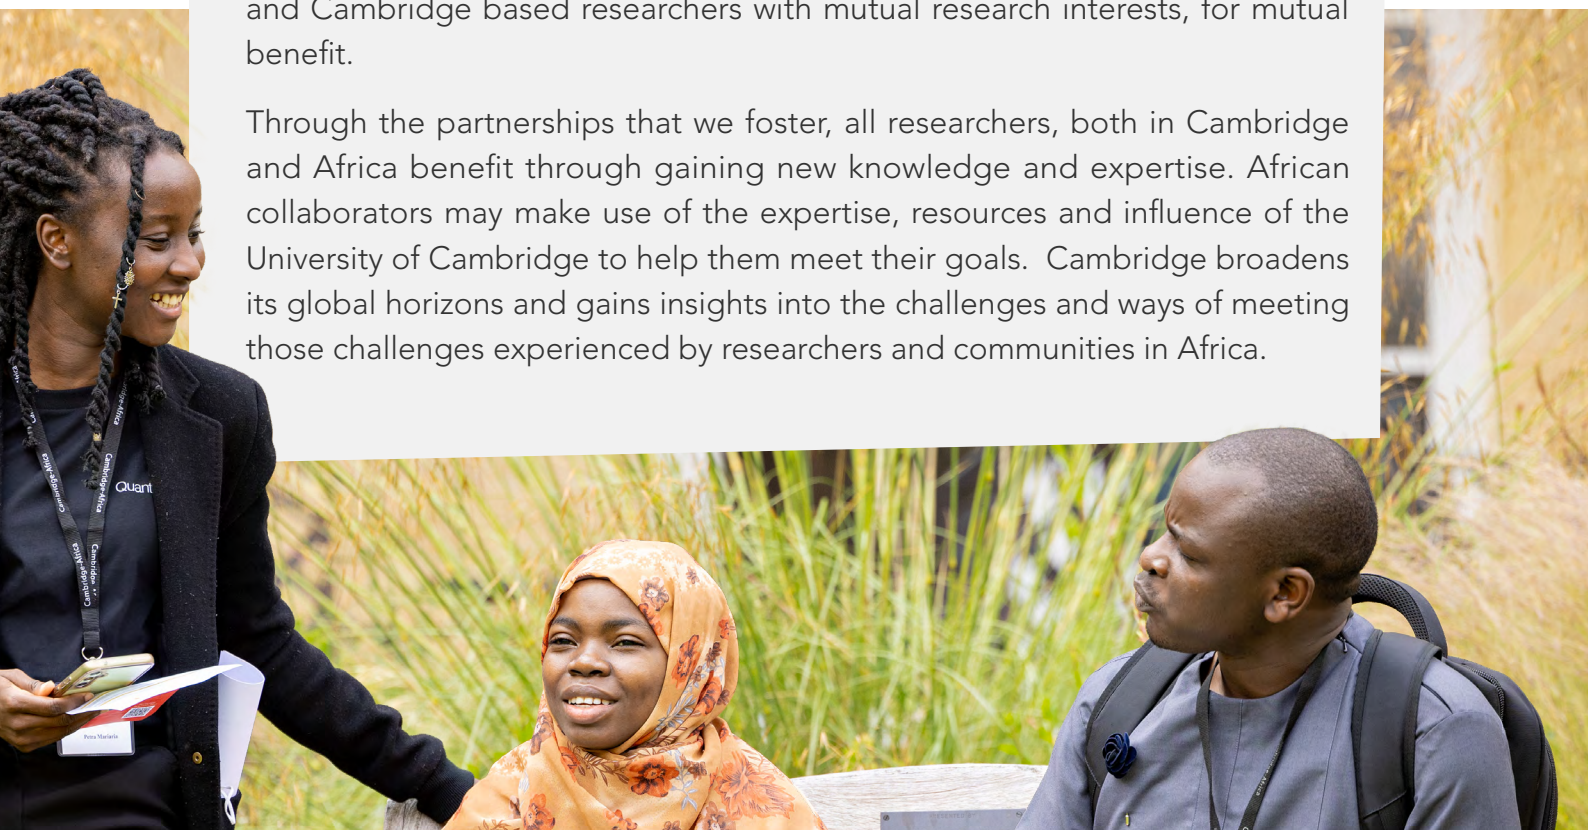 and Cambridge based researchers with mutual research interests, for mutual
benefit.
Through the partnerships that we foster, all researchers, both in Cambridge
and Africa benefit through gaining new knowledge and expertise. African
collaborators may make use of the expertise, resources and influence of the
University of Cambridge to help them meet their goals.  Cambridge broadens
its global horizons and gains insights into the challenges and ways of meeting
those challenges experienced by researchers and communities in Africa.
Quant
Cambridge-Africa
Cambridge-Africa
Cambridge-Africa
Cambridge-Africa